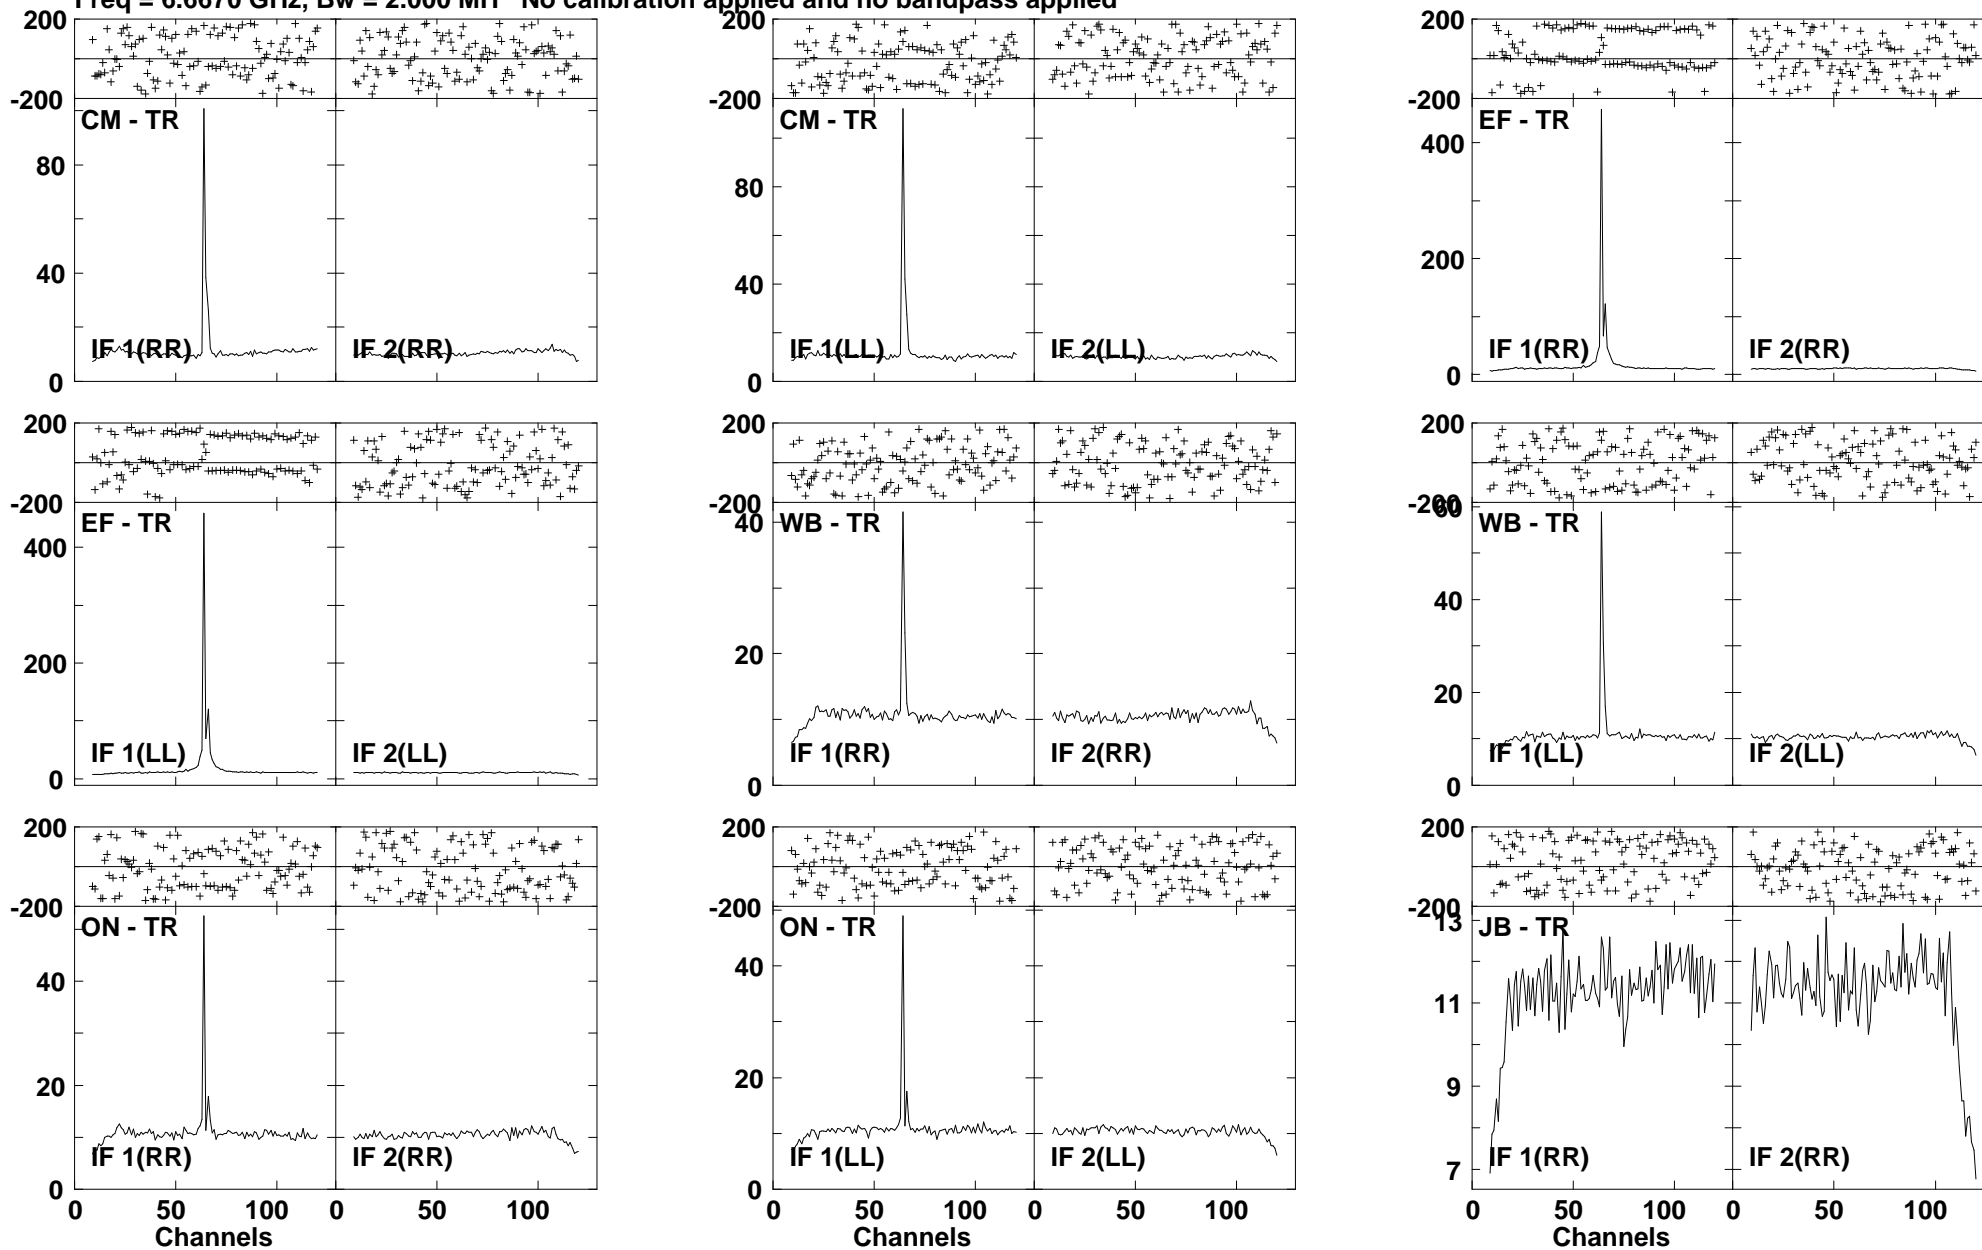 Freq = 6.6670 GHz, Bw = 2.000 MH No calibration applied and no bandpass applied
200
-200
CM - TR
80
40
0
IF 1(RR)
IF 2(RR)
200
-200
CM - TR
80
40
0
IF 1(LL)
IF 2(LL)
200
-200
EF - TR
400
200
0
IF 1(RR)
IF 2(RR)
200
-200
EF - TR
400
200
0
IF 1(LL)
IF 2(LL)
200
-200
WB - TR
40
20
0
IF 1(RR)
IF 2(RR)
200
-200
WB - TR
60
40
20
0
IF 1(LL)
IF 2(LL)
200
-200
ON - TR
40
20
0
IF 1(RR)
IF 2(RR)
0 50 100 0 50 100
Channels
200
-200
ON - TR
40
20
0
IF 1(LL)
IF 2(LL)
50 100 0 50 100
Channels
200
-200
JB - TR
13
11
9
7
IF 1(RR)
IF 2(RR)
0 50 100 0 50 100
Channels